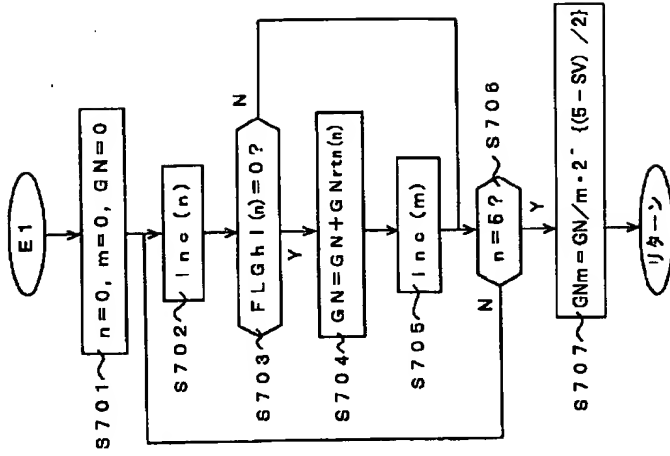 E1
S701 n=0, m=0, GN=0
S702 Inc (n)
S703 FLGhl(n)=0? N
Y
S704 GN=GN+GNrtn(n)
S705 Inc (m)
N n=6? S706
Y
S707 GNm=GN/m・2^ {(5-SV) /2}
リターン